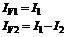 I_{F1} = I_1
I_{F2} = I_1 - I_2